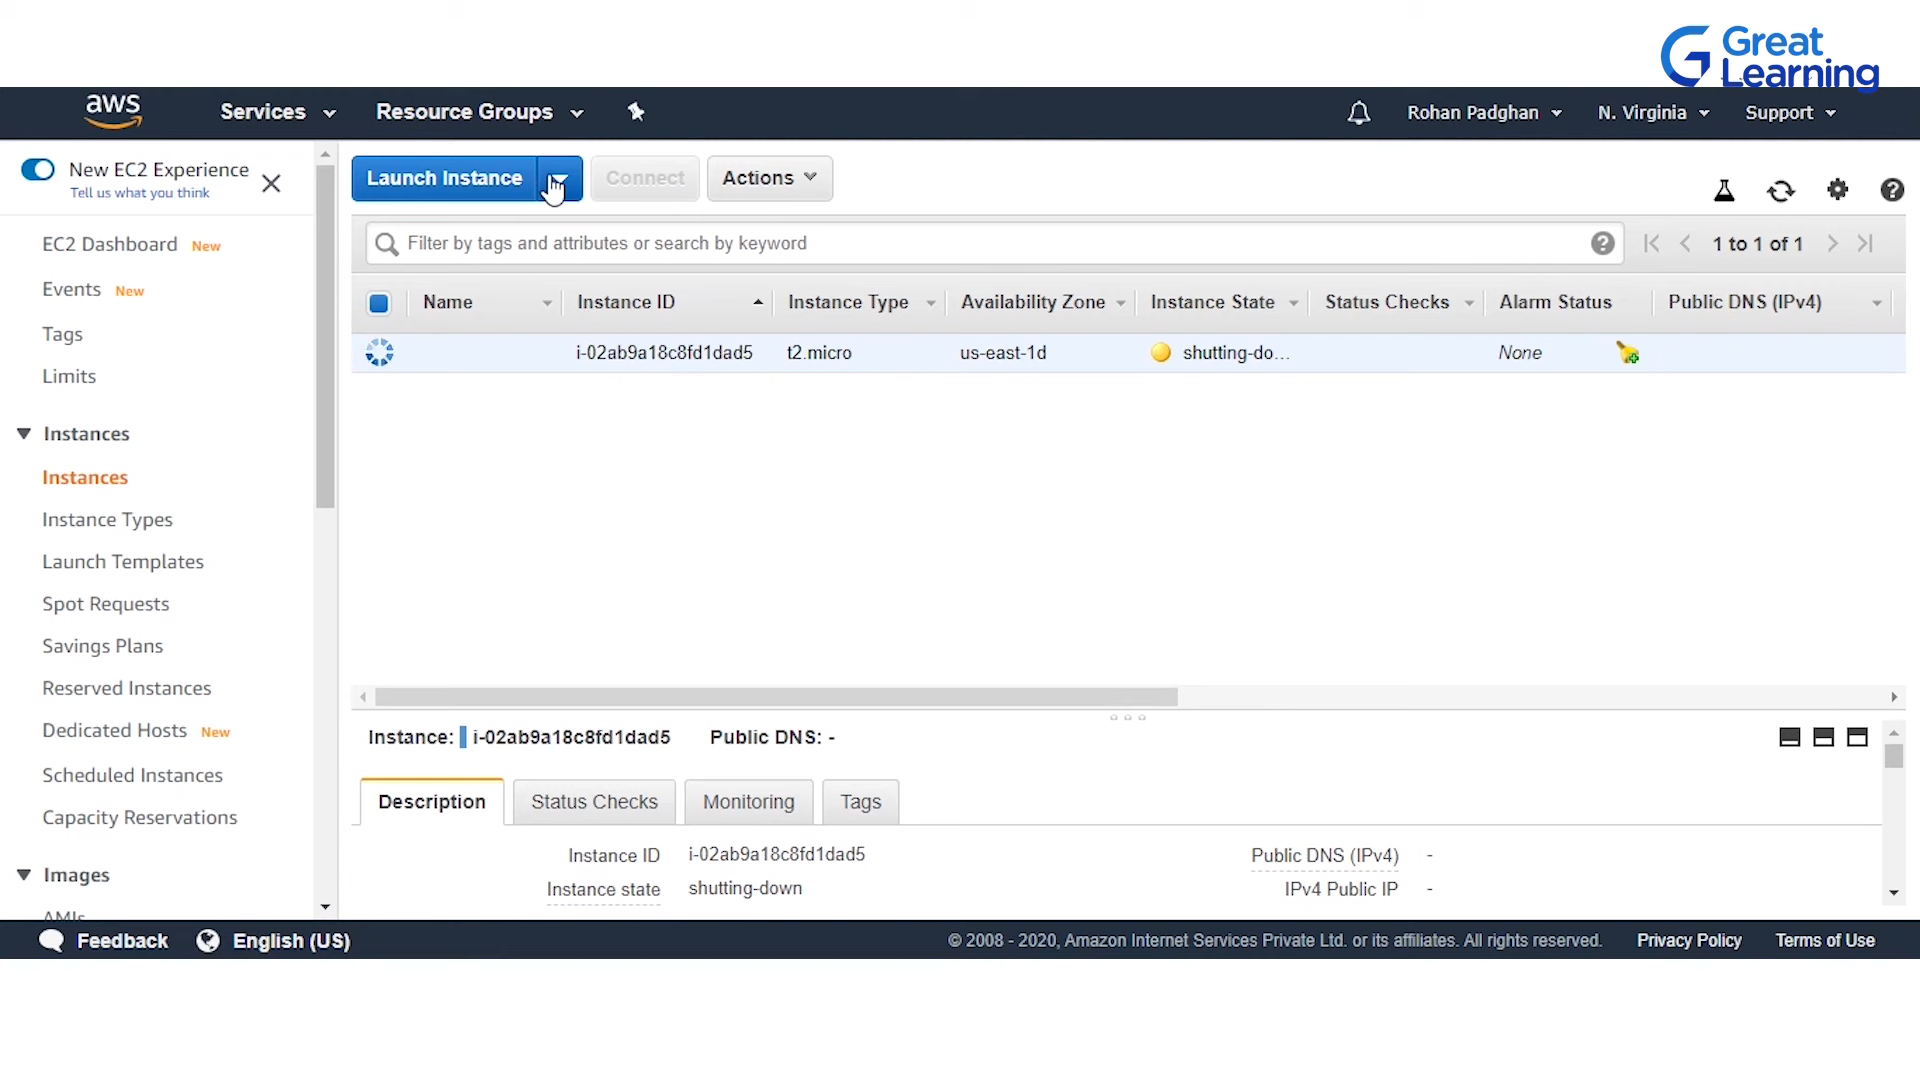 Great
Learning
aws Services Resource Groups Rohan Padghan N. Virginia Support
New EC2 Experience
Tell us what you think
EC2 Dashboard New
Events New
Tags
Limits
Instances
Instances
Instance Types
Launch Templates
Spot Requests
Savings Plans
Reserved Instances
Dedicated Hosts New
Scheduled Instances
Capacity Reservations
Images
AMIs
Launch Instance Connect Actions
Filter by tags and attributes or search by keyword 1 to 1 of 1
Name Instance ID Instance Type Availability Zone Instance State Status Checks Alarm Status Public DNS (IPv4)
i-02ab9a18c8fd1dad5 t2.micro us-east-1d shutting-do... None
Instance: i-02ab9a18c8fd1dad5 Public DNS: -
Description Status Checks Monitoring Tags
Instance ID i-02ab9a18c8fd1dad5 Public DNS (IPv4) -
Instance state shutting-down IPv4 Public IP -
Feedback English (US) © 2008 - 2020, Amazon Internet Services Private Ltd. or its affiliates. All rights reserved. Privacy Policy Terms of Use